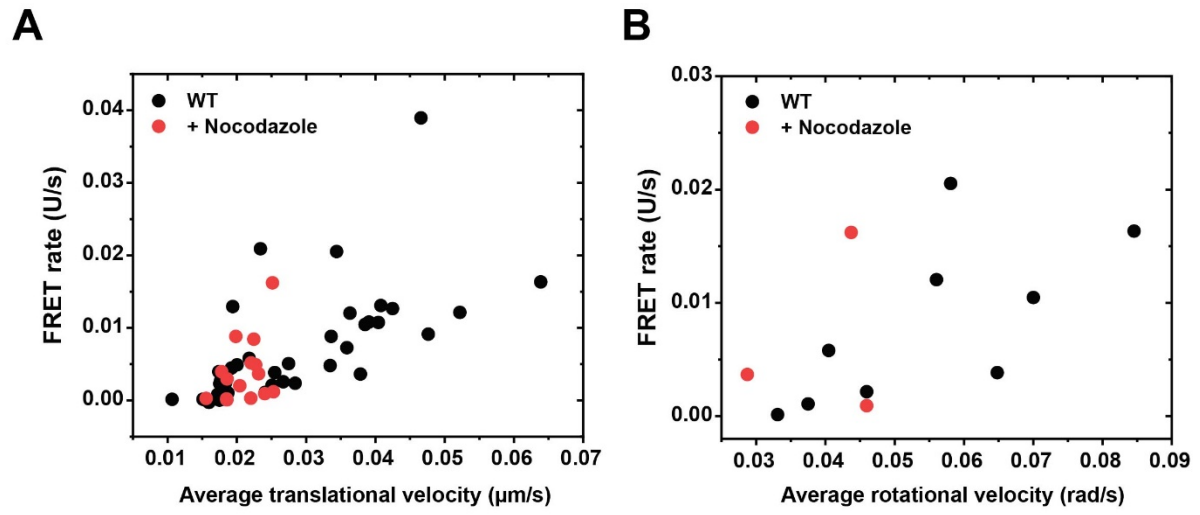 A
FRET rate (U/s)
0.04
0.03
0.02
0.01
0.00
WT
+ Nocodazole
0.01 0.02 0.03 0.04 0.05 0.06 0.07
Average translational velocity (µm/s)
B
FRET rate (U/s)
0.03
0.02
0.01
0.00
WT
+ Nocodazole
0.03 0.04 0.05 0.06 0.07 0.08 0.09
Average rotational velocity (rad/s)